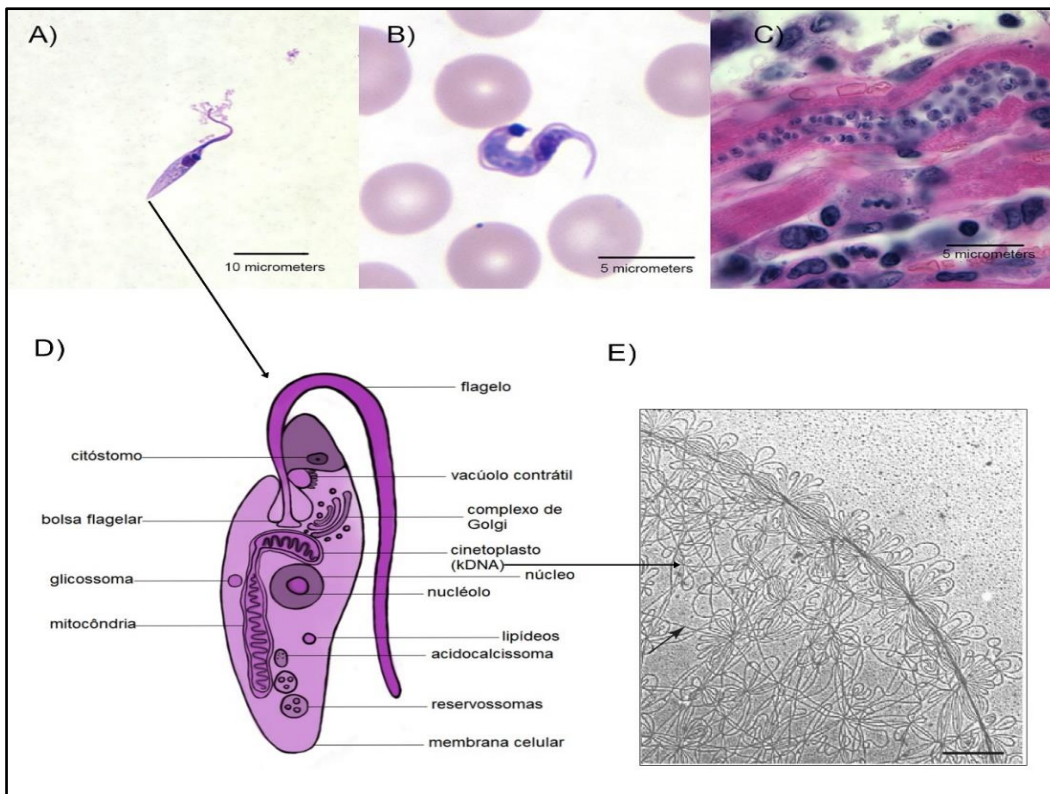 A)
B)
C)
10 micrometers
5 micrometers
5 micrometers
D)
E)
flagelo
citóstomo
vacúolo contrátil
bolsa flagelar
complexo de
Golgi
cinetoplasto
(kDNA)
glicossoma
núcleo
nucléolo
mitocôndria
lipídeos
acidocalcissoma
reservossomas
membrana celular